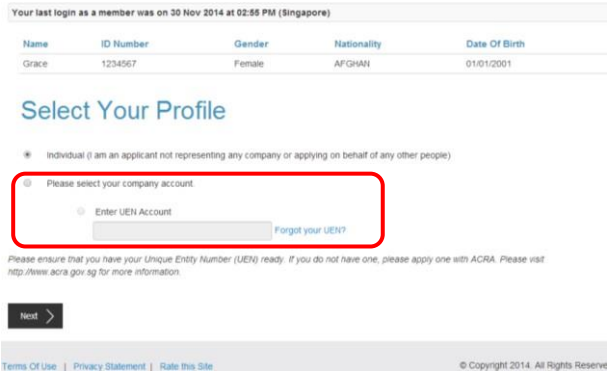 Your last login as a member was on 30 Nov 2014 at 02:55 PM (Singapore)
Name ID Number Gender Nationality Date Of Birth
Grace 1234567 Female AFGHAN 01/01/2001
Select Your Profile
Individual (I am an applicant not representing any company or applying on behalf of any other people)
Please select your company account
Enter UEN Account
Forgot your UEN?
Please ensure that you have your Unique Entity Number (UEN) ready. If you do not have one, please apply one with ACRA. Please visit
http://www.acra.gov.sg for more information.
Next
Terms Of Use | Privacy Statement | Rate this Site © Copyright 2014. All Rights Reserve